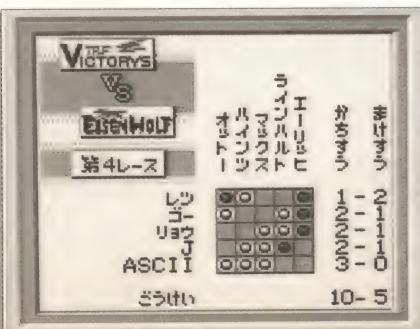 TRF VICTORYS
VS
EISENWOLF
第4レース
オットー
ハインツ
マックス
ラインハルト
エーリッヒ
かちすう
まけすう
レツ 1-2
ゴー 2-1
リョウ 2-1
J 2-1
ASCII 3-0
ごうけい 10-5